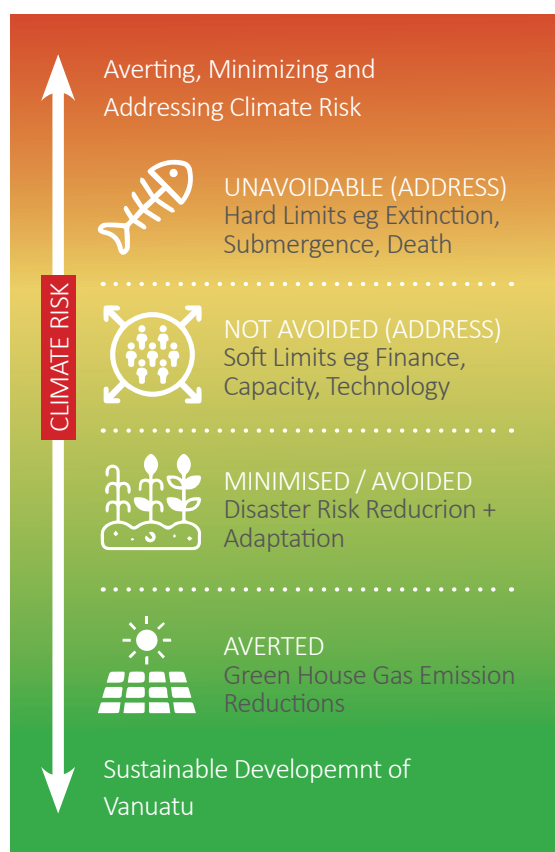 Averting, Minimizing and
Addressing Climate Risk
UNAVOIDABLE (ADDRESS)
Hard Limits eg Extinction,
Submergence, Death
CLIMATE RISK
NOT AVOIDED (ADDRESS)
Soft Limits eg Finance,
Capacity, Technology
MINIMISED / AVOIDED
Disaster Risk Reducrion +
Adaptation
AVERTED
Green House Gas Emission
Reductions
Sustainable Developemnt of
Vanuatu